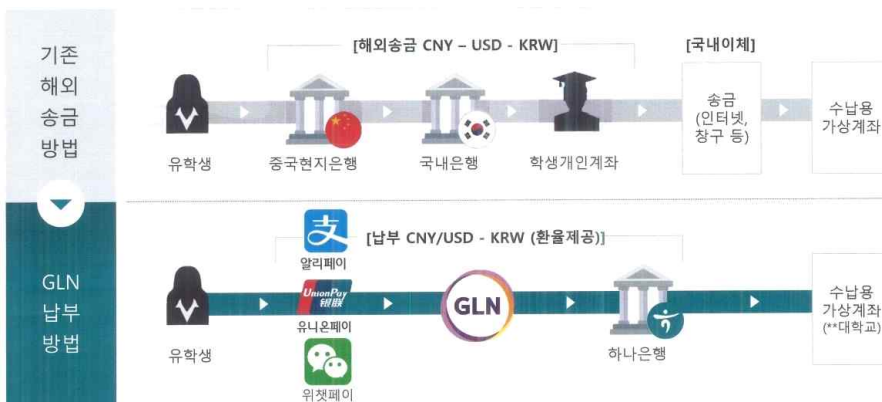 기존
해외
송금
방법
[해외송금 CNY – USD - KRW]
[국내이체]
송금
(인터넷,
창구 등)
수납용
가상계좌
유학생
중국현지은행
국내은행
학생개인계좌
GLN
납부
방법
[납부 CNY/USD - KRW (환율제공)]
支
알리페이
UnionPay
银联
유니온페이
위챗페이
GLN
유학생
하나은행
수납용
가상계좌
(**대학교)